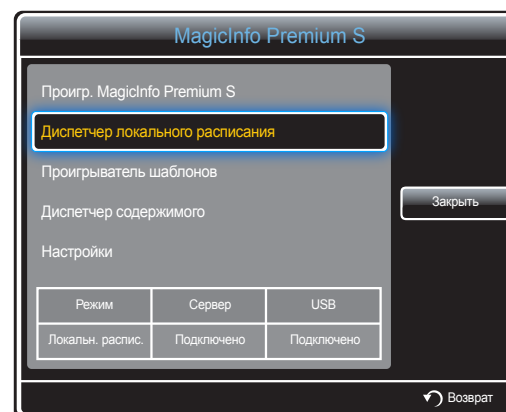 MagicInfo Premium S
Проигр. MagicInfo Premium S
Диспетчер локального расписания
Проигрыватель шаблонов
Диспетчер содержимого
Настройки
Закрыть
Режим Сервер USB
Локальн. распис. Подключено Подключено
Возврат